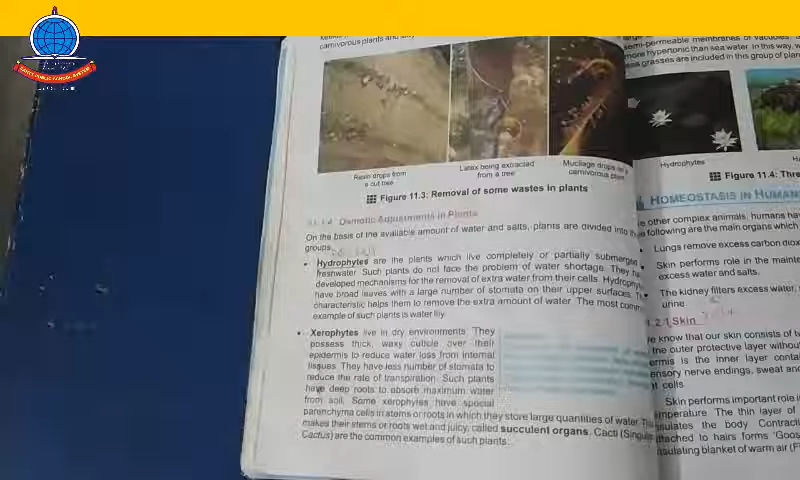 carnivorous plants and
semi-permeable membranes of vacuoles.
more hypertonic than sea water. In this way,
grasses are included in this group of plan
Resin drops from
a cut tree
Latex being extracted
from a tree
Mucilage drops on a
carnivorous plant
Hydrophytes
Figure 11.3: Removal of some wastes in plants
Figure 11.4: Thre
11.1.4 Osmotic Adjustments in Plants
On the basis of the available amount of water and salts, plants are divided into
groups.
• Hydrophytes are the plants which live completely or partially submerged
freshwater. Such plants do not face the problem of water shortage. They
developed mechanisms for the removal of extra water from their cells. Hydrophy
have broad leaves with a large number of stomata on their upper surfaces.
characteristic helps them to remove the extra amount of water. The most comm
example of such plants is water lily.
• Xerophytes live in dry environments. They
possess thick, waxy cuticle over their
epidermis to reduce water loss from internal
tissues. They have less number of stomata to
reduce the rate of transpiration. Such plants
have deep roots to absorb maximum water
from soil. Some xerophytes have special
parenchyma cells in stems or roots in which they store large quantities of water.
makes their stems or roots wet and juicy, called succulent organs. Cacti (Singular
Cactus) are the common examples of such plants.
HOMEOSTASIS IN HUMAN
other complex animals, humans hav
following are the main organs which
Lungs remove excess carbon diox
Skin performs role in the mainte
excess water and salts.
The kidney filters excess water,
urine.
1.2.1 Skin
know that our skin consists of t
the outer protective layer withou
ermis is the inner layer contai
ensory nerve endings, sweat and
cells
Skin performs important role i
mperature. The thin layer of
sulates the body. Contracti
attached to hairs forms 'Goos
insulating blanket of warm air (F